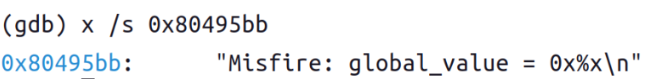 (gdb) x /s 0x80495bb
0x80495bb:      "Misfire: global_value = 0x%x\n"